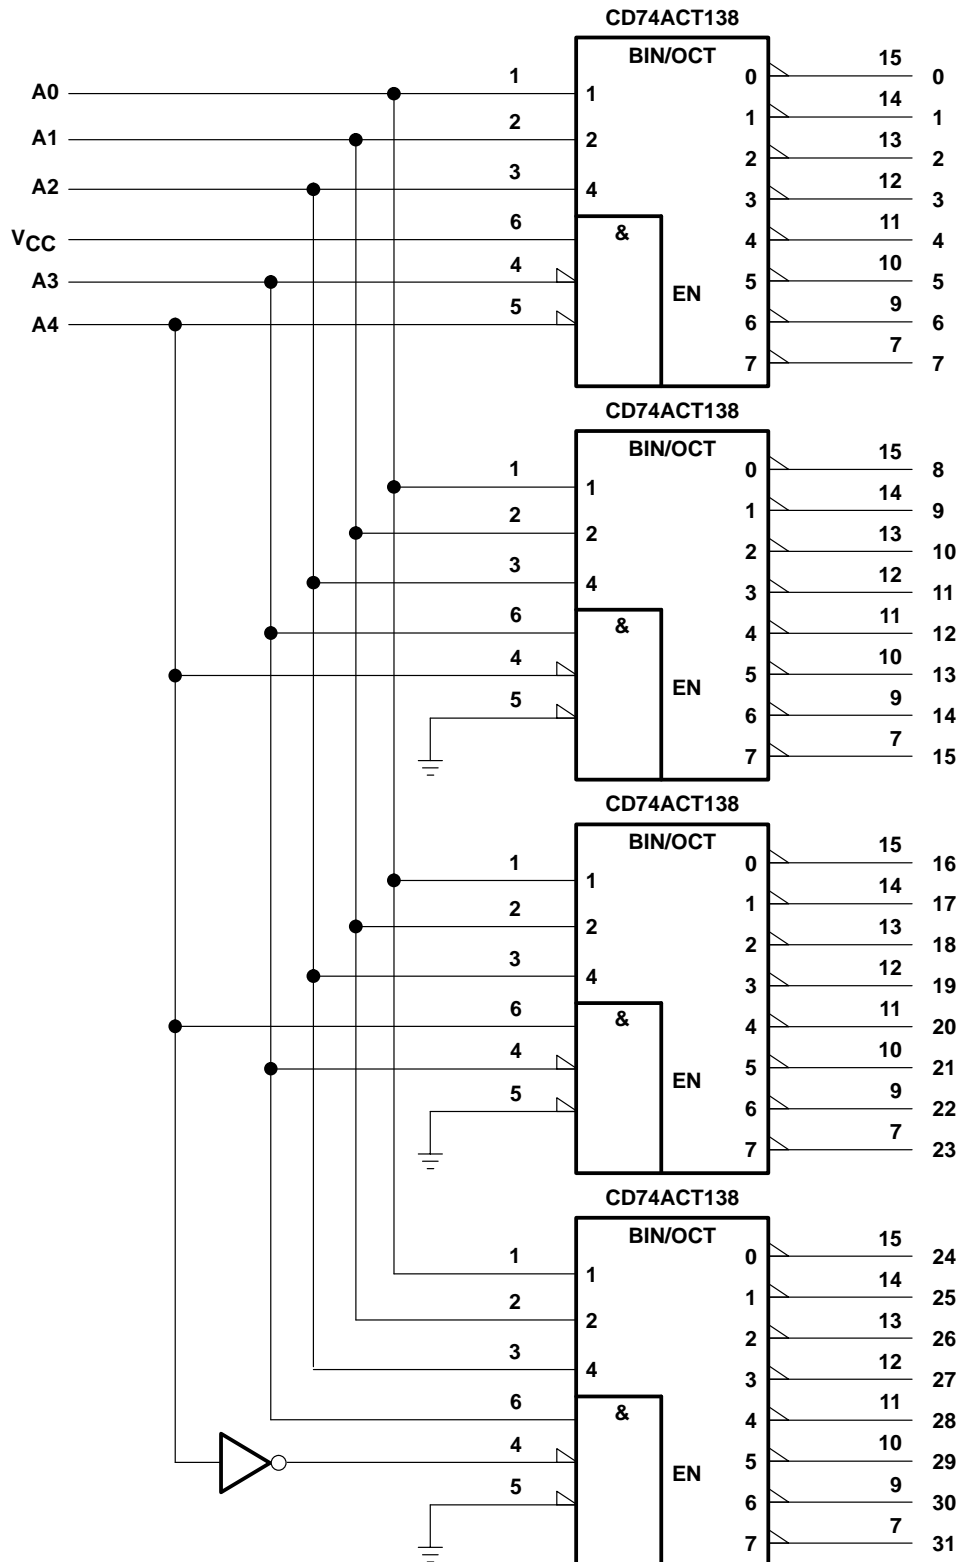 CD74ACT138
BIN/OCT
A0 1 1 0 15 0
A1 2 2 1 14 1
2 13 2
A2 3 4 3 12 3
VCC 6 & 4 11 4
A3 4 EN 5 10 5
A4 5 6 9 6
7 7 7
CD74ACT138
BIN/OCT
1 1 0 15 8
2 2 1 14 9
2 13 10
3 4 3 12 11
6 & 4 11 12
4 EN 5 10 13
5 6 9 14
7 7 15
CD74ACT138
BIN/OCT
1 1 0 15 16
2 2 1 14 17
2 13 18
3 4 3 12 19
6 & 4 11 20
4 EN 5 10 21
5 6 9 22
7 7 23
CD74ACT138
BIN/OCT
1 1 0 15 24
2 2 1 14 25
2 13 26
3 4 3 12 27
6 & 4 11 28
4 EN 5 10 29
5 6 9 30
7 7 31